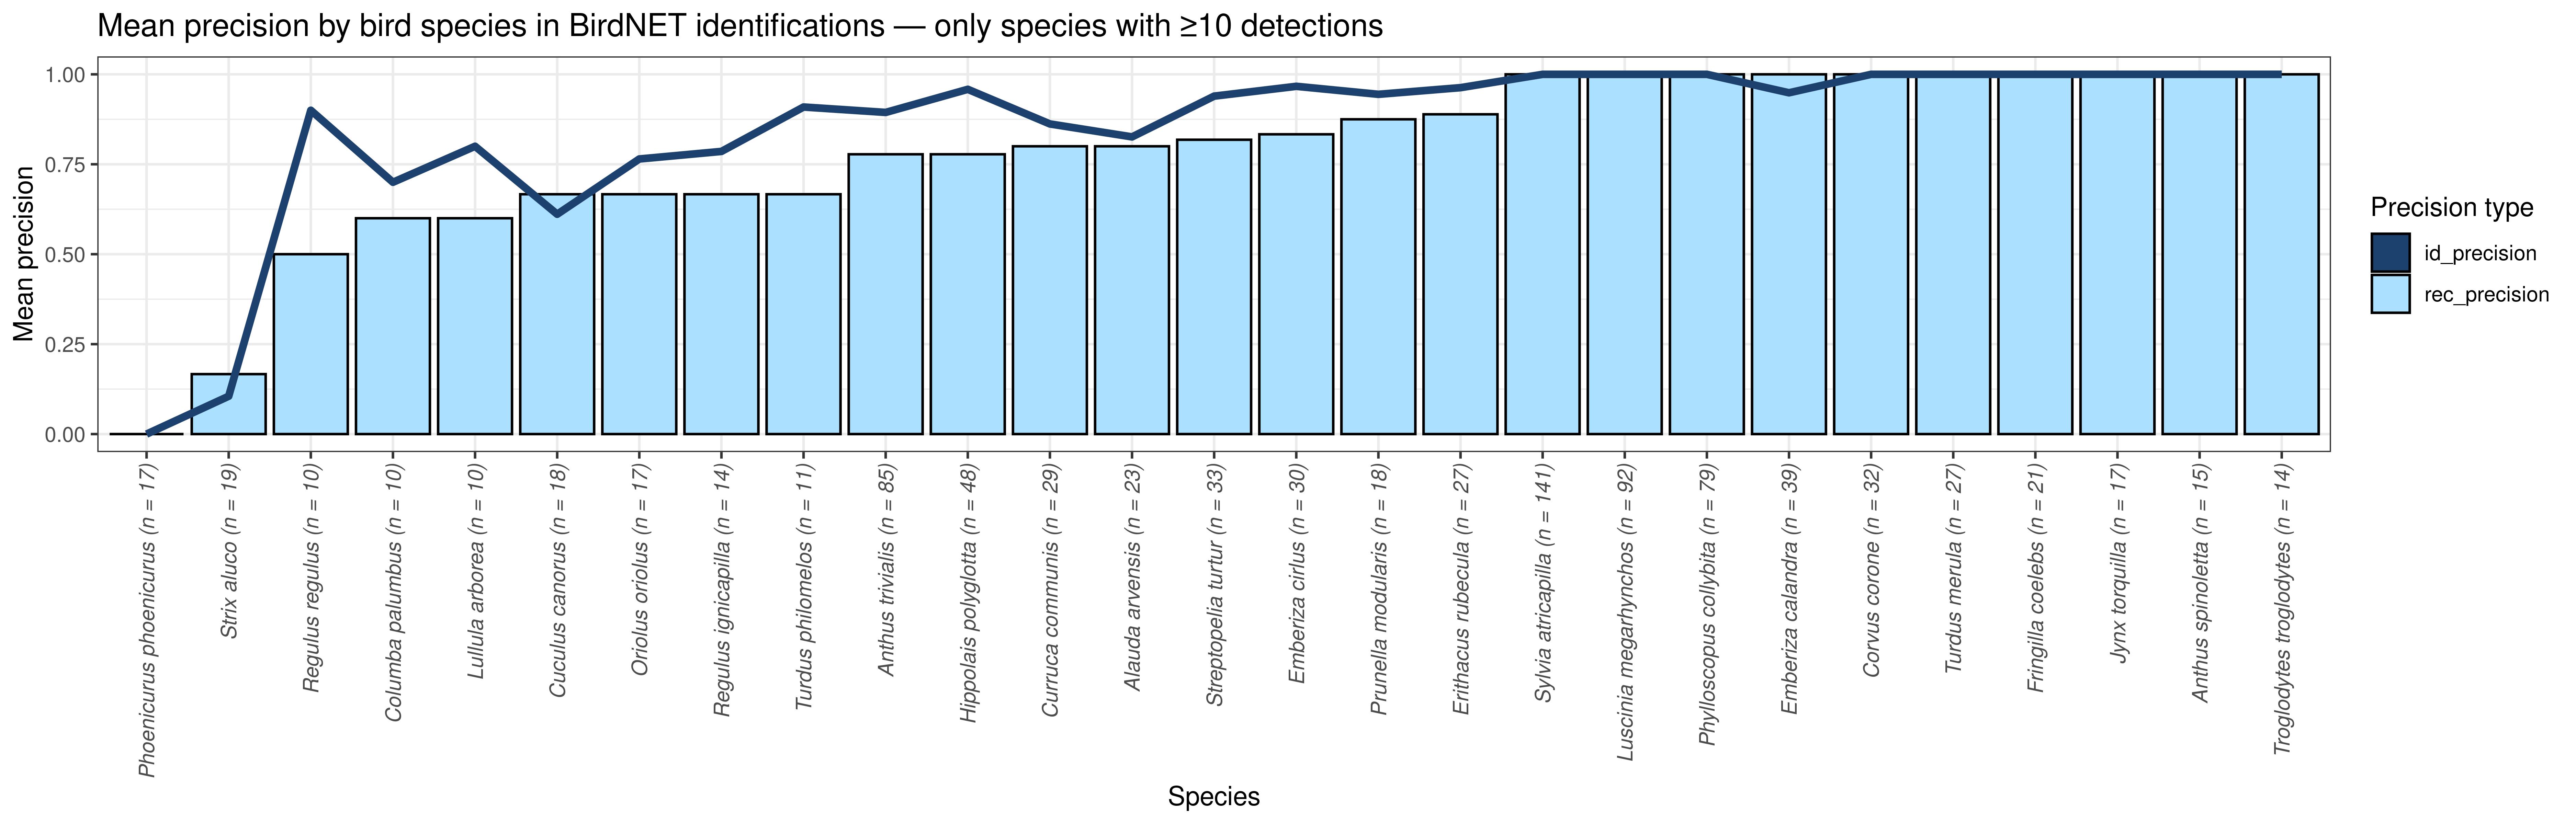 Mean precision by bird species in BirdNET identifications — only species with ≥10 detections
Mean precision
1.00
0.75
0.50
0.25
0.00
Phoenicurus phoenicurus (n = 17)
Strix aluco (n = 19)
Regulus regulus (n = 10)
Columba palumbus (n = 10)
Lullula arborea (n = 10)
Cuculus canorus (n = 18)
Oriolus oriolus (n = 17)
Regulus ignicapilla (n = 14)
Turdus philomelos (n = 11)
Anthus trivialis (n = 85)
Hippolais polyglotta (n = 48)
Curruca communis (n = 29)
Alauda arvensis (n = 23)
Streptopelia turtur (n = 33)
Emberiza cirlus (n = 30)
Prunella modularis (n = 18)
Erithacus rubecula (n = 27)
Sylvia atricapilla (n = 141)
Luscinia megarhynchos (n = 92)
Phylloscopus collybita (n = 79)
Emberiza calandra (n = 39)
Corvus corone (n = 32)
Turdus merula (n = 27)
Fringilla coelebs (n = 21)
Jynx torquilla (n = 17)
Anthus spinoletta (n = 15)
Troglodytes troglodytes (n = 14)
Species
Precision type
id_precision
rec_precision